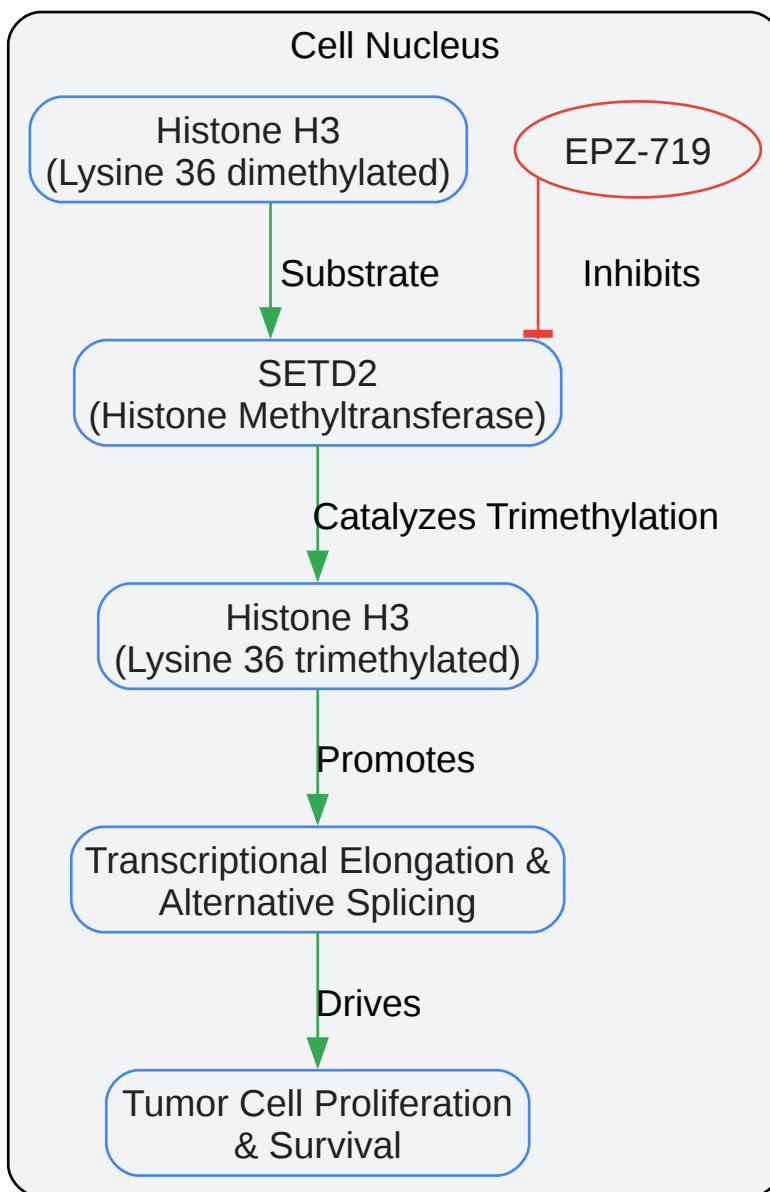 Cell Nucleus
Histone H3
(Lysine 36 dimethylated)
EPZ-719
Substrate
Inhibits
SETD2
(Histone Methyltransferase)
Catalyzes Trimethylation
Histone H3
(Lysine 36 trimethylated)
Promotes
Transcriptional Elongation &
Alternative Splicing
Drives
Tumor Cell Proliferation
& Survival